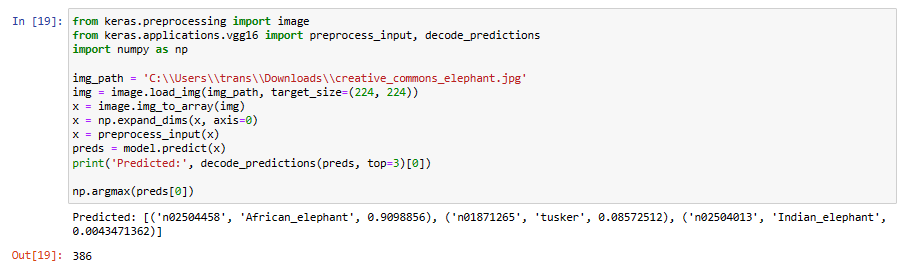 In [19]: from keras.preprocessing import image
from keras.applications.vgg16 import preprocess_input, decode_predictions
import numpy as np
img_path = 'C:\\Users\\trans\\Downloads\\creative_commons_elephant.jpg'
img = image.load_img(img_path, target_size=(224, 224))
x = image.img_to_array(img)
x = np.expand_dims(x, axis=0)
x = preprocess_input(x)
preds = model.predict(x)
print('Predicted:', decode_predictions(preds, top=3)[0])
np.argmax(preds[0])
Predicted: [('n02504458', 'African_elephant', 0.9098856), ('n01871265', 'tusker', 0.08572512), ('n02504013', 'Indian_elephant',
0.0043471362)]
Out[19]: 386